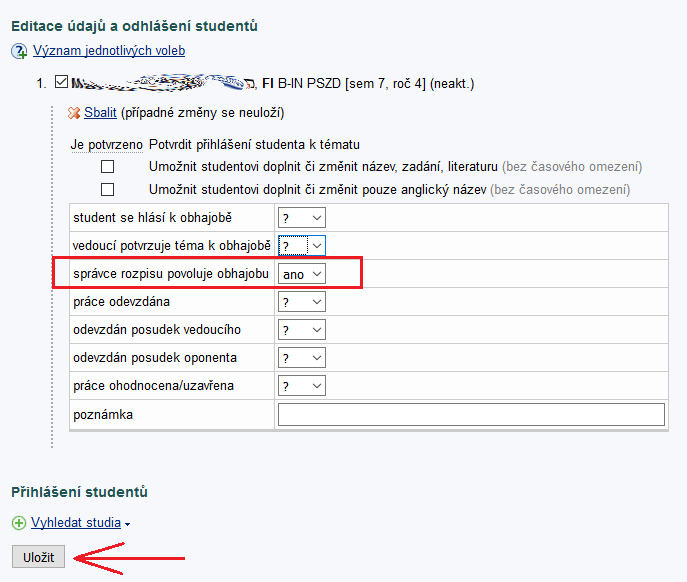 Editace údajů a odhlášení studentů
Význam jednotlivých voleb
1. FI B-IN PSZD [sem 7, roč 4] (neakt.)
Sbalit (případné změny se neuloží)
Je potvrzeno Potvrdit přihlášení studenta k tématu
Umožnit studentovi doplnit či změnit název, zadání, literaturu (bez časového omezení)
Umožnit studentovi doplnit či změnit pouze anglický název (bez časového omezení)
student se hlásí k obhajobě ?
vedoucí potvrzuje téma k obhajobě ?
správce rozpisu povoluje obhajobu ano
práce odevzdána ?
odevzdán posudek vedoucího ?
odevzdán posudek oponenta ?
práce ohodnocena/uzavřena ?
poznámka
Přihlášení studentů
Vyhledat studia
Uložit